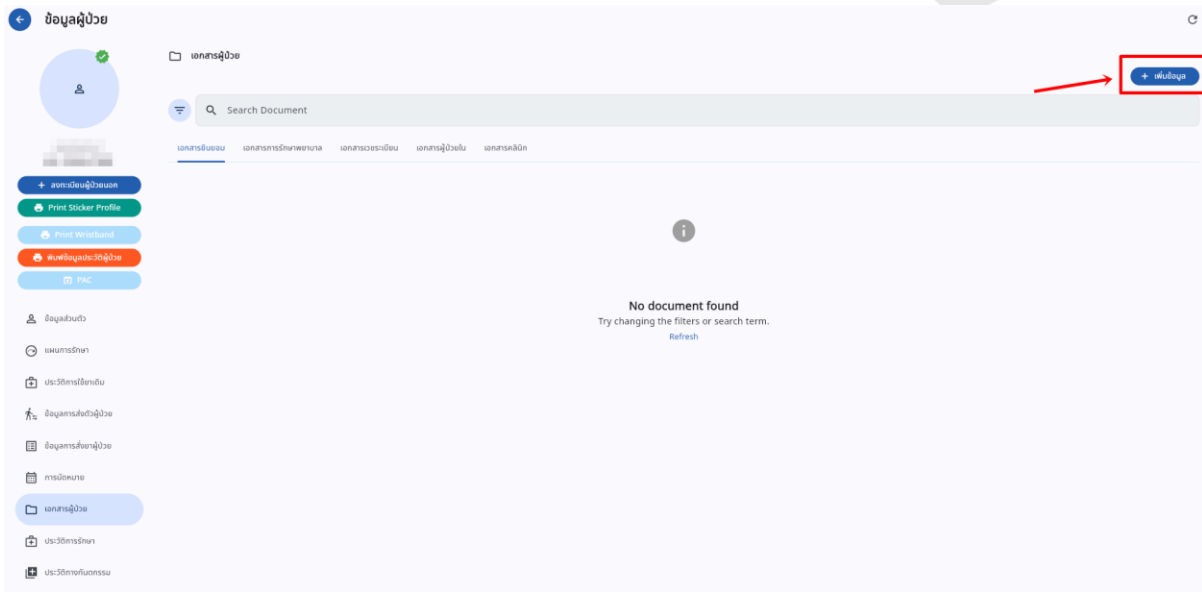 ข้อมูลผู้ป่วย
เอกสารผู้ป่วย
+ เพิ่มข้อมูล
Search Document
เอกสารยินยอม เอกสารการรักษาพยาบาล เอกสารเวชระเบียน เอกสารผู้ป่วยใน เอกสารคลินิก
+ ลงทะเบียนผู้ป่วยนอก
Print Sticker Profile
Print Wristband
พิมพ์ข้อมูลประวัติผู้ป่วย
PAC
No document found
Try changing the filters or search term.
Refresh
ข้อมูลส่วนตัว
แผนการรักษา
ประวัติการใช้ยาเดิม
ข้อมูลการส่งตัวผู้ป่วย
ข้อมูลการสั่งยาผู้ป่วย
การนัดหมาย
เอกสารผู้ป่วย
ประวัติการรักษา
ประวัติทางทันตกรรม